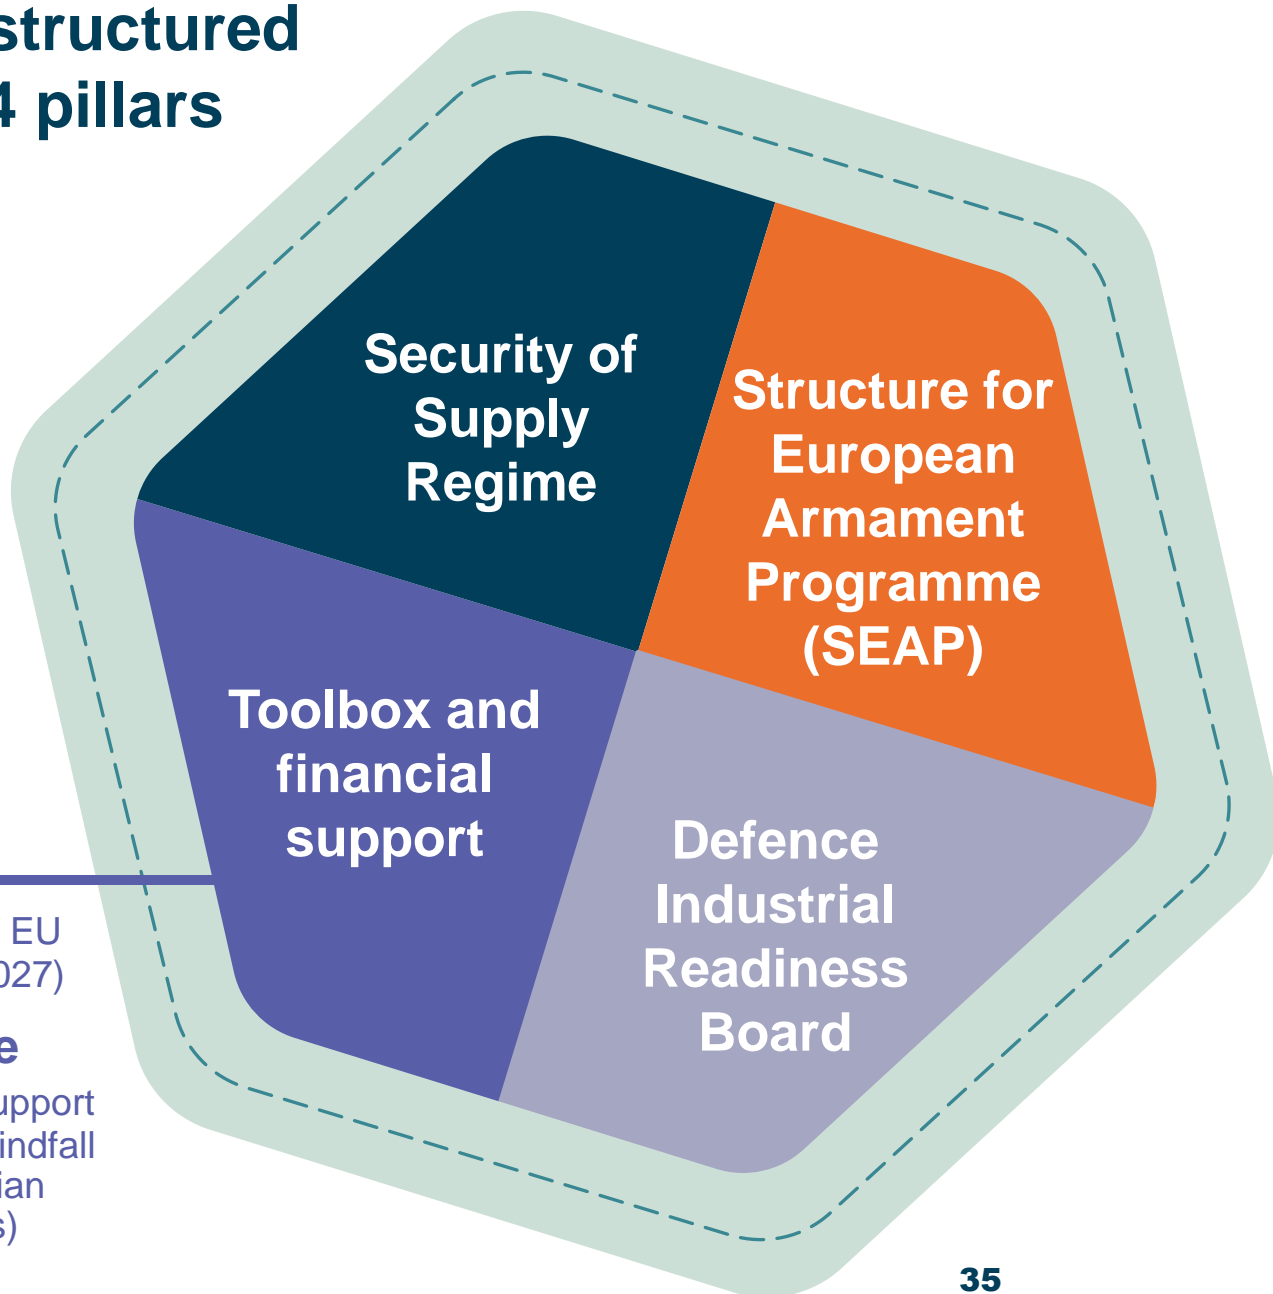 structured
4 pillars
Security of
Supply
Regime
Structure for
European
Armament
Programme
(SEAP)
Toolbox and
financial
support
Defence
Industrial
Readiness
Board
EU
027)
e
upport
indfall
ian
s)
35